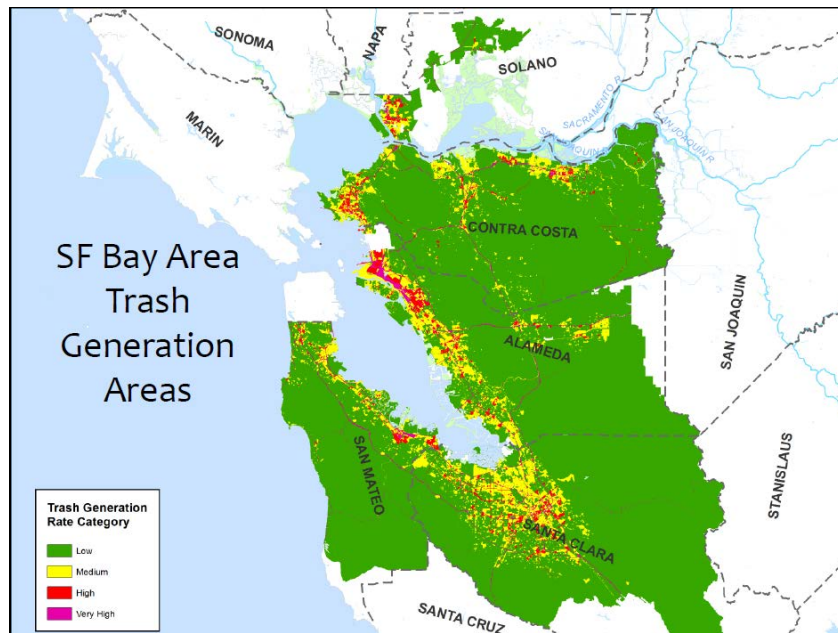 SONOMA
NAPA
SOLANO
MARIN
SACRAMENTO R
SAN JOAQUIN R
CONTRA COSTA
SF Bay Area
Trash
Generation
Areas
ALAMEDA
SAN JOAQUIN
SAN MATEO
STANISLAUS
SANTA CLARA
SANTA CRUZ
Trash Generation
Rate Category
Low
Medium
High
Very High